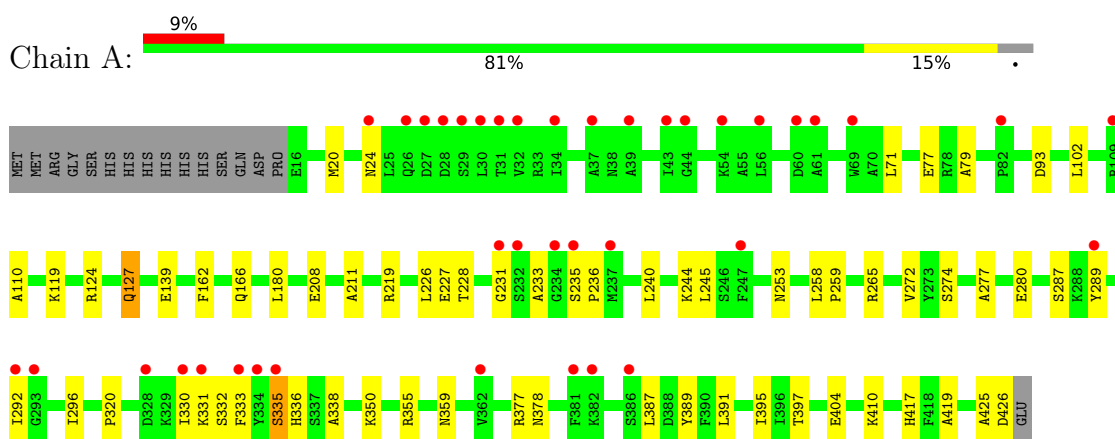 9%
Chain A:
81% 15% •
MET MET ARG GLY SER HIS HIS HIS HIS HIS HIS SER GLN ASP PRO E16 M20 N24 L25 Q26 D27 D28 S29 L30 T31 V32 R33 I34 A37 N38 A39 I43 G44 K54 A55 L56 D60 A61 W69 A70 L71 E77 R78 A79 P82 D93 L102 R109
A110 K119 R124 Q127 E139 F162 Q166 L180 E208 A211 R219 L226 E227 T228 G231 S232 A233 G234 S235 P236 M237 L240 K244 L245 S246 F247 N253 L258 P259 R265 V272 Y273 S274 A277 E280 S287 K288 Y289
I292 G293 I296 P320 D328 K329 I330 K331 S332 F333 Y334 S335 H336 S337 A338 K350 R355 N359 V362 R377 N378 F381 K382 S386 L387 D388 Y389 F390 L391 I395 I396 T397 E404 K410 H417 F418 A419 A425 D426 GLU